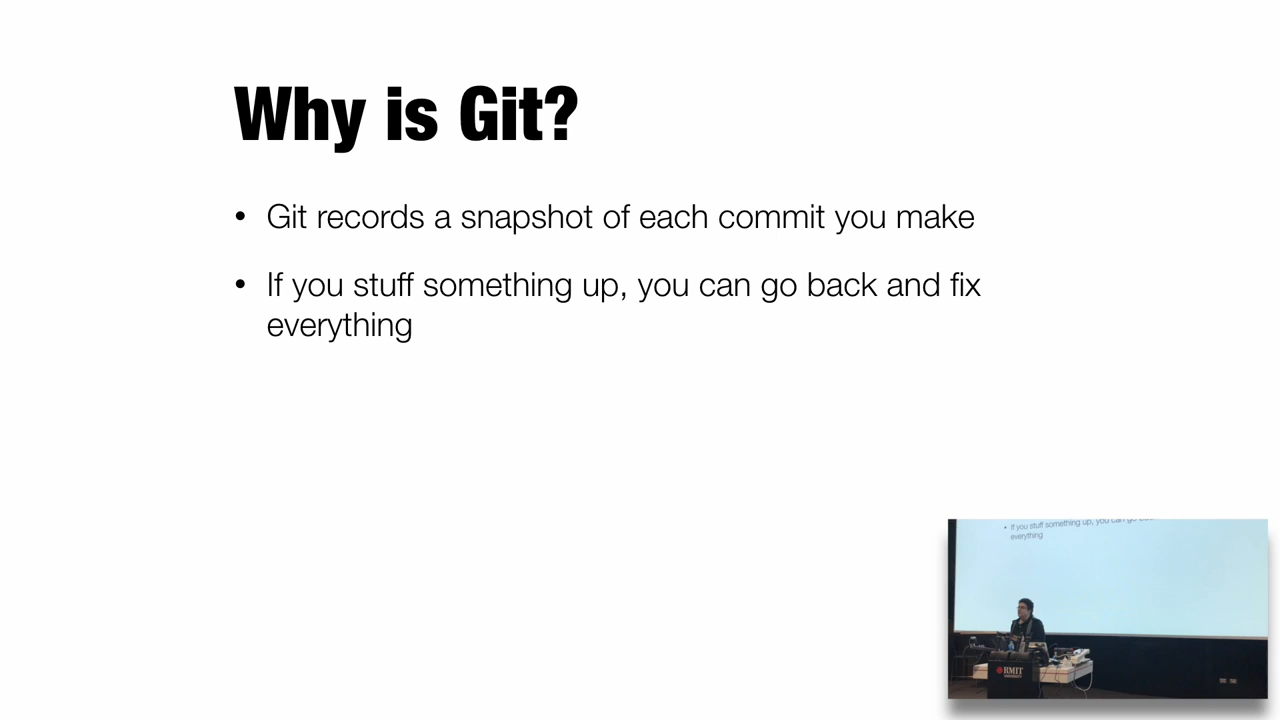 Why is Git?
• Git records a snapshot of each commit you make
• If you stuff something up, you can go back and fix
everything
• If you stuff something up, you can go
everything
RMIT
UNIVERSITY